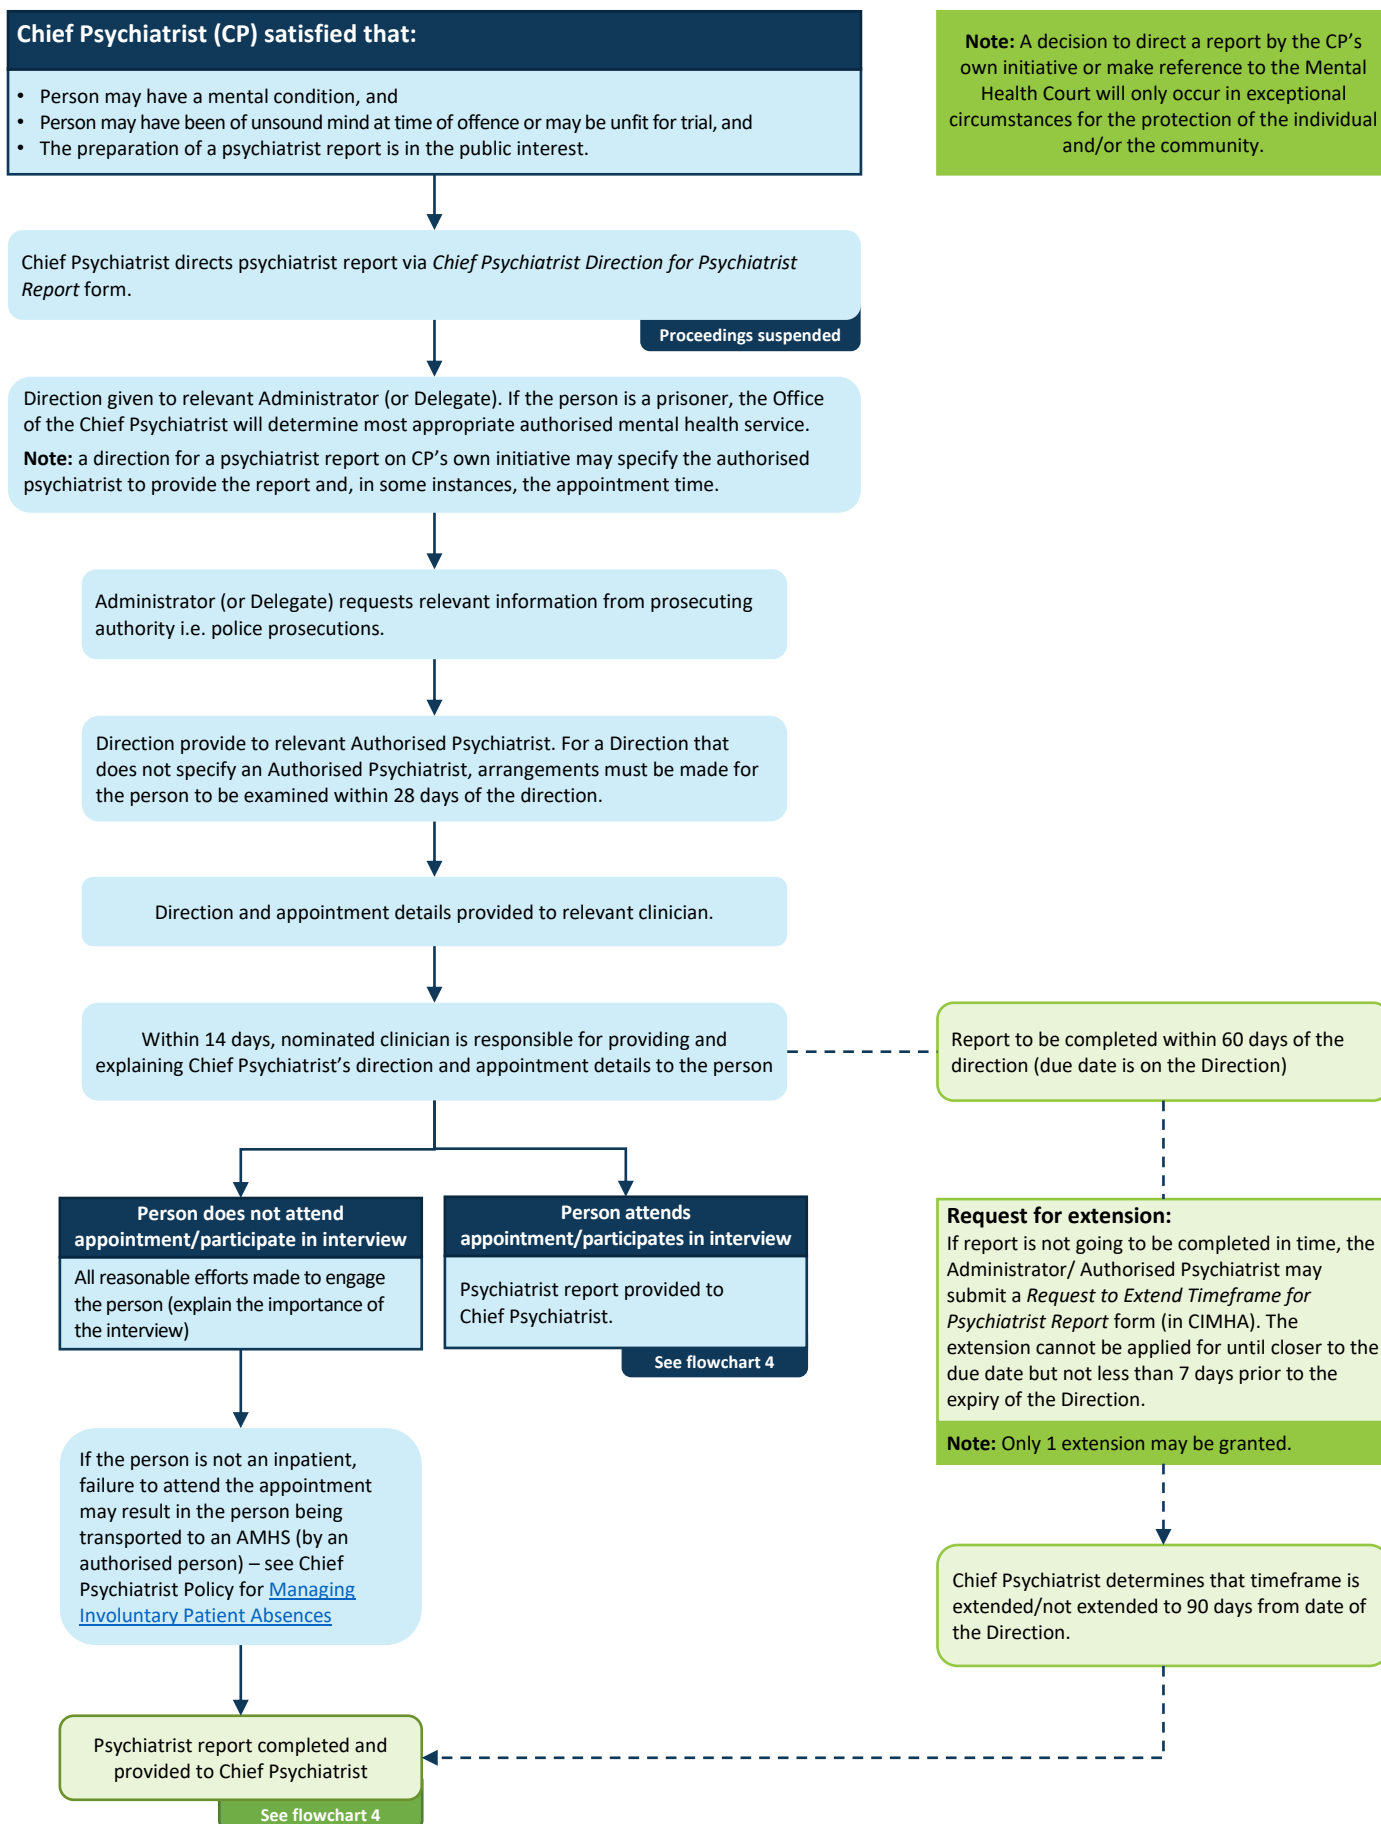 Chief Psychiatrist (CP) satisfied that:
• Person may have a mental condition, and
• Person may have been of unsound mind at time of offence or may be unfit for trial, and
• The preparation of a psychiatrist report is in the public interest.
Note: A decision to direct a report by the CP's
own initiative or make reference to the Mental
Health Court will only occur in exceptional
circumstances for the protection of the individual
and/or the community.
Chief Psychiatrist directs psychiatrist report via Chief Psychiatrist Direction for Psychiatrist
Report form.
Proceedings suspended
Direction given to relevant Administrator (or Delegate). If the person is a prisoner, the Office
of the Chief Psychiatrist will determine most appropriate authorised mental health service.
Note: a direction for a psychiatrist report on CP's own initiative may specify the authorised
psychiatrist to provide the report and, in some instances, the appointment time.
Administrator (or Delegate) requests relevant information from prosecuting
authority i.e. police prosecutions.
Direction provide to relevant Authorised Psychiatrist. For a Direction that
does not specify an Authorised Psychiatrist, arrangements must be made for
the person to be examined within 28 days of the direction.
Direction and appointment details provided to relevant clinician.
Within 14 days, nominated clinician is responsible for providing and
explaining Chief Psychiatrist's direction and appointment details to the person
Report to be completed within 60 days of the
direction (due date is on the Direction)
Person does not attend
appointment/participate in interview
All reasonable efforts made to engage
the person (explain the importance of
the interview)
Person attends
appointment/participates in interview
Psychiatrist report provided to
Chief Psychiatrist.
See flowchart 4
Request for extension:
If report is not going to be completed in time, the
Administrator/ Authorised Psychiatrist may
submit a Request to Extend Timeframe for
Psychiatrist Report form (in CIMHA). The
extension cannot be applied for until closer to the
due date but not less than 7 days prior to the
expiry of the Direction.
Note: Only 1 extension may be granted.
If the person is not an inpatient,
failure to attend the appointment
may result in the person being
transported to an AMHS (by an
authorised person) – see Chief
Psychiatrist Policy for Managing
Involuntary Patient Absences
Chief Psychiatrist determines that timeframe is
extended/not extended to 90 days from date of
the Direction.
Psychiatrist report completed and
provided to Chief Psychiatrist
See flowchart 4